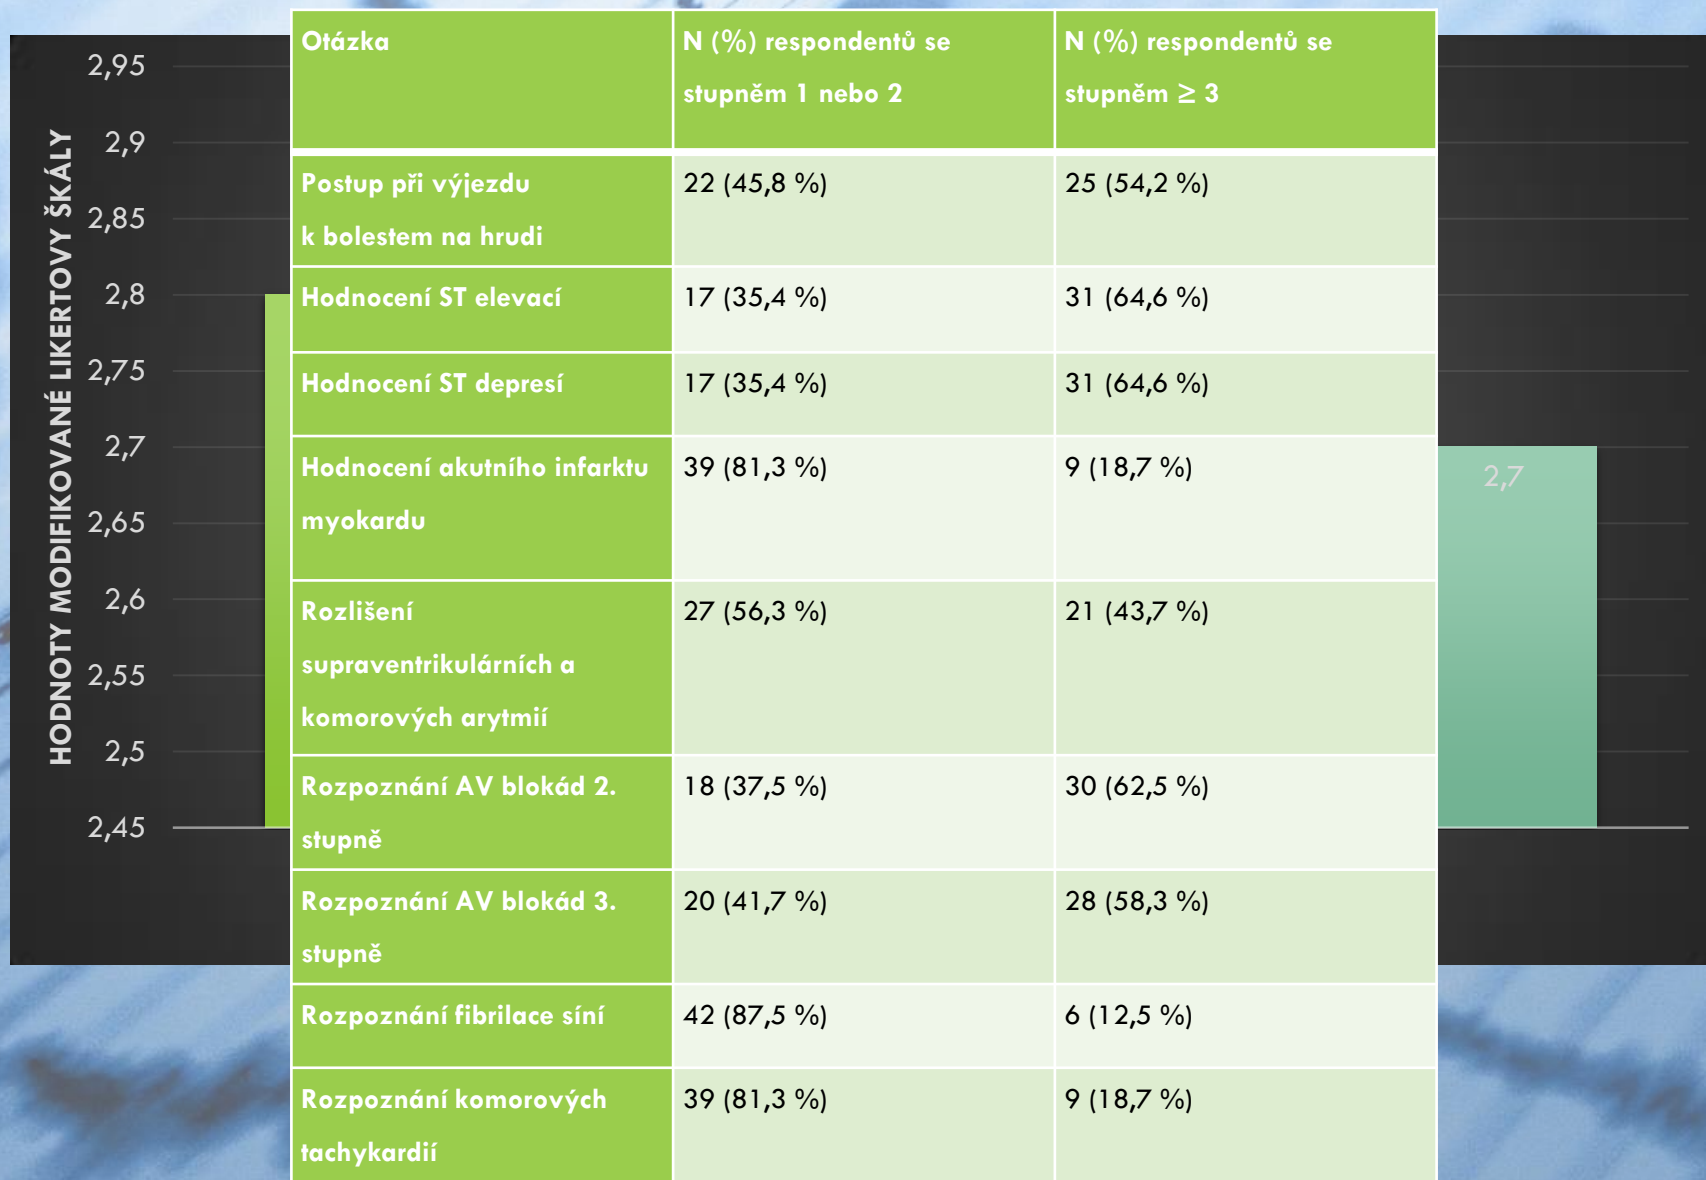 HODNOTY MODIFIKOVANÉ LIKERTOVY ŠKÁLY
2,95
2,9
2,85
2,8
2,75
2,7
2,65
2,6
2,55
2,5
2,45
Otázka
N (%) respondentů se
stupněm 1 nebo 2
N (%) respondentů se
stupněm ≥ 3
Postup při výjezdu
k bolestem na hrudi
22 (45,8 %)
25 (54,2 %)
Hodnocení ST elevací
17 (35,4 %)
31 (64,6 %)
Hodnocení ST depresí
17 (35,4 %)
31 (64,6 %)
Hodnocení akutního infarktu
myokardu
39 (81,3 %)
9 (18,7 %)
Rozlišení
supraventrikulárních a
komorových arytmií
27 (56,3 %)
21 (43,7 %)
Rozpoznání AV blokád 2.
stupně
18 (37,5 %)
30 (62,5 %)
Rozpoznání AV blokád 3.
stupně
20 (41,7 %)
28 (58,3 %)
Rozpoznání fibrilace síní
42 (87,5 %)
6 (12,5 %)
Rozpoznání komorových
tachykardií
39 (81,3 %)
9 (18,7 %)
2,7